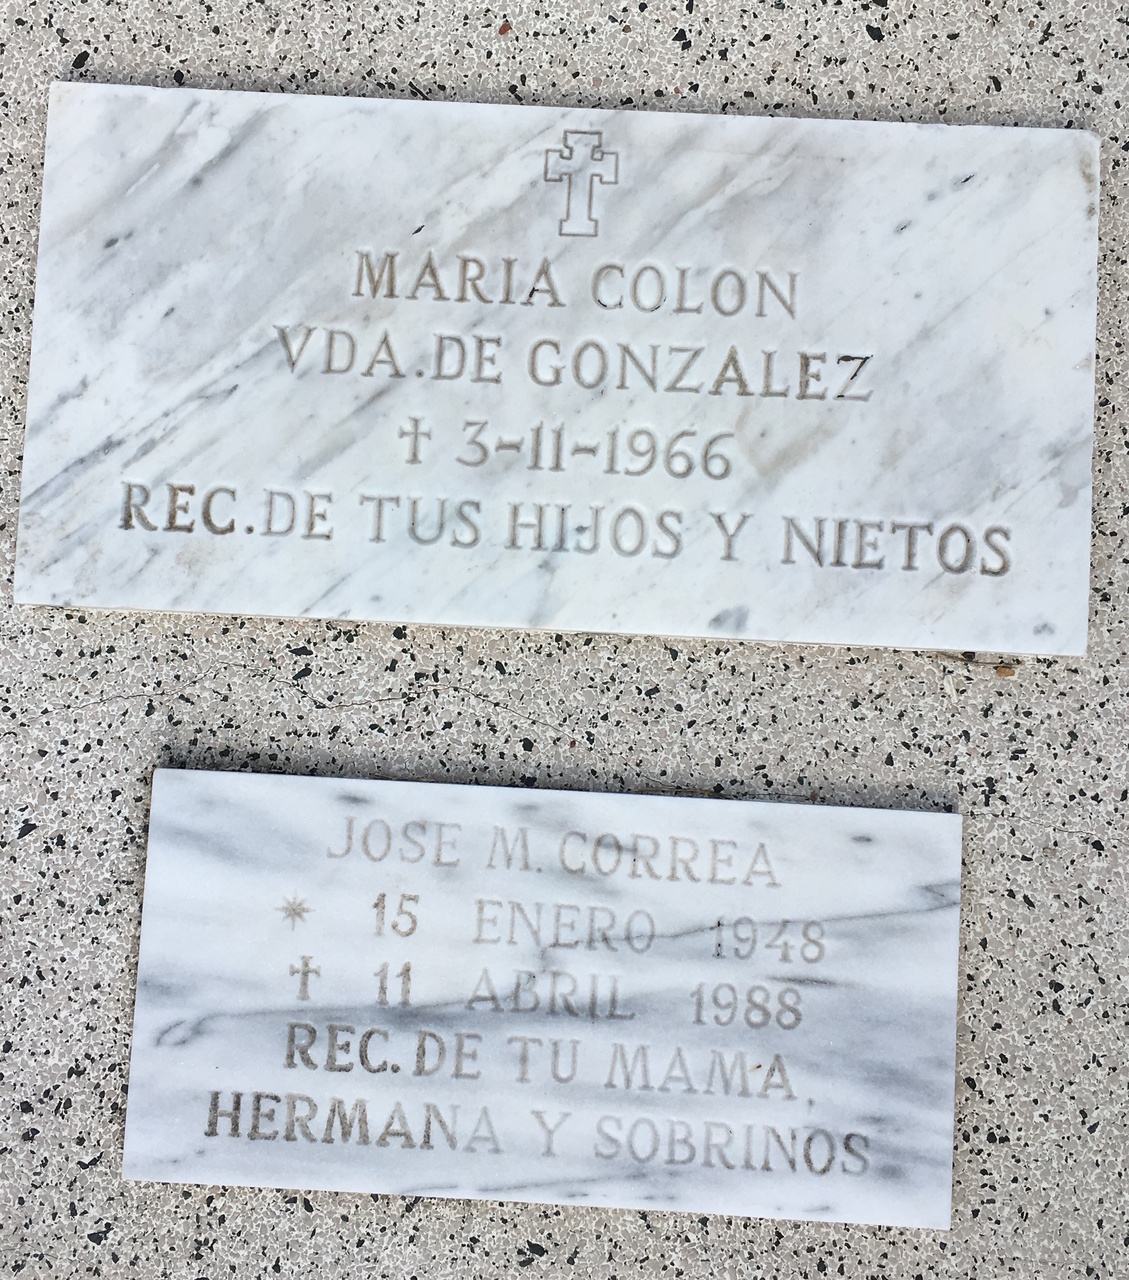 MARIA COLON
VDA. DE GONZALEZ
† 3-11-1966
REC. DE TUS HIJOS Y NIETOS
JOSE M. CORREA
✴ 15 ENERO 1948
† 11 ABRIL 1988
REC. DE TU MAMA,
HERMANA Y SOBRINOS